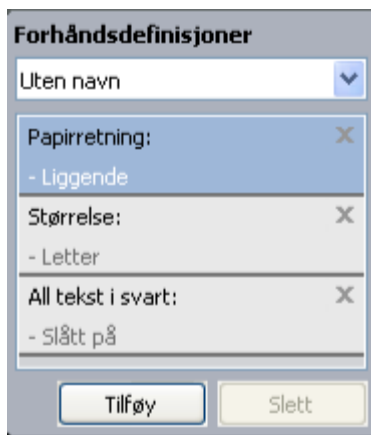 Forhåndsdefinisjoner
Uten navn
Papirretning:
- Liggende
Størrelse:
- Letter
All tekst i svart:
- Slått på
Tilføy
Slett